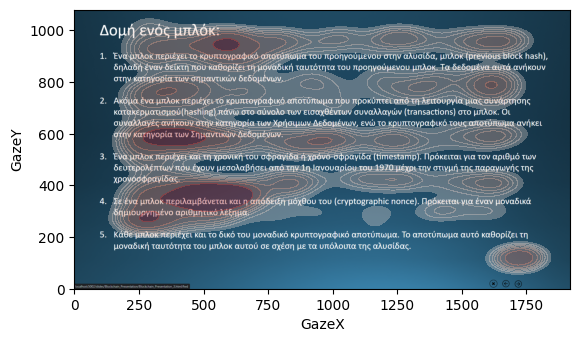 1000
800
600
400
200
0
GazeY
Δομή ενός μπλόκ:
1. Ένα μπλοκ περιέχει το κρυπτογραφικό αποτύπωμα του προηγούμενου στην αλυσίδα, μπλοκ (previous block hash),
δηλαδή έναν δείκτη που καθορίζει τη μοναδική ταυτότητα του προηγούμενου μπλοκ. Τα δεδομένα αυτά ανήκουν
στην κατηγορία των σημαντικών δεδομένων.
2. Ακόμα ένα μπλοκ περιέχει το κρυπτογραφικό αποτύπωμα που προκύπτει από τη λειτουργία μιας συνάρτησης
κατακερματισμού(hashing) πάνω στο σύνολο των εισαχθέντων συναλλαγών (transactions) στο μπλοκ. Οι
συναλλαγές ανήκουν στην κατηγορία των Χρήσιμων Δεδομένων, ενώ το κρυπτογραφικό τους αποτύπωμα ανήκει
στην κατηγορία των Σημαντικών Δεδομένων.
3. Ένα μπλοκ περιέχει και τη χρονική του σφραγίδα ή χρόνο-σφραγίδα (timestamp). Πρόκειται για τον αριθμό των
δευτερολέπτων που έχουν μεσολαβήσει από την 1η Ιανουαρίου του 1970 μέχρι την στιγμή της παραγωγής της
χρονοσφραγίδας.
4. Σε ένα μπλοκ περιλαμβάνεται και η απόδειξη μόχθου του (cryptographic nonce). Πρόκειται για έναν μοναδικά
δημιουργημένο αριθμητικό λέξημα.
5. Κάθε μπλοκ περιέχει και το δικό του μοναδικό κρυπτογραφικό αποτύπωμα. Το αποτύπωμα αυτό καθορίζει τη
μοναδική ταυτότητα του μπλοκ αυτού σε σχέση με τα υπόλοιπα της αλυσίδας.
0 250 500 750 1000 1250 1500 1750
GazeX